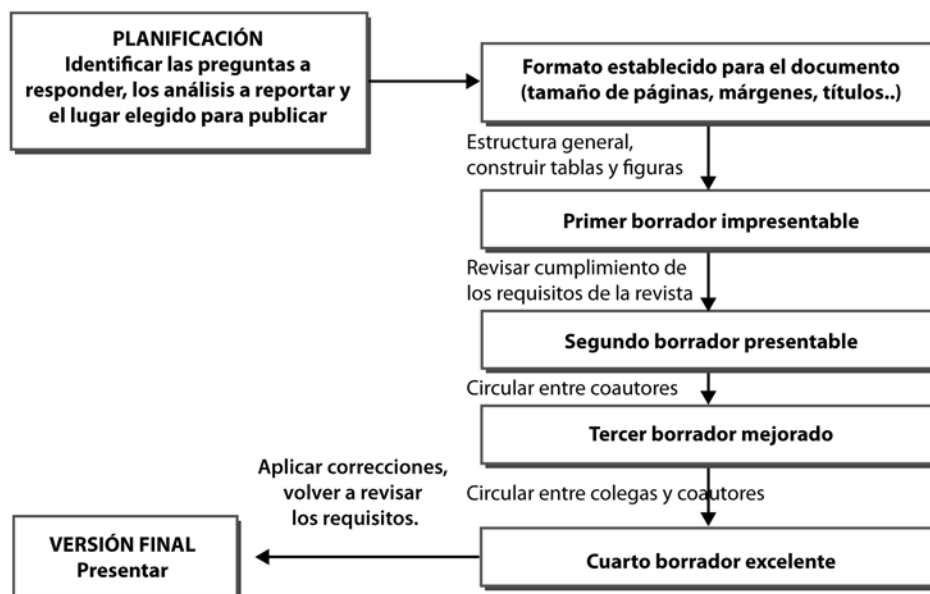 PLANIFICACIÓN
Identificar las preguntas a
responder, los análisis a reportar y
el lugar elegido para publicar
Formato establecido para el documento
(tamaño de páginas, márgenes, títulos..)
Estructura general,
construir tablas y figuras
Primer borrador impresentable
Revisar cumplimiento de
los requisitos de la revista
Segundo borrador presentable
Circular entre coautores
Tercer borrador mejorado
Circular entre colegas y coautores
Cuarto borrador excelente
Aplicar correcciones,
volver a revisar
los requisitos.
VERSIÓN FINAL
Presentar